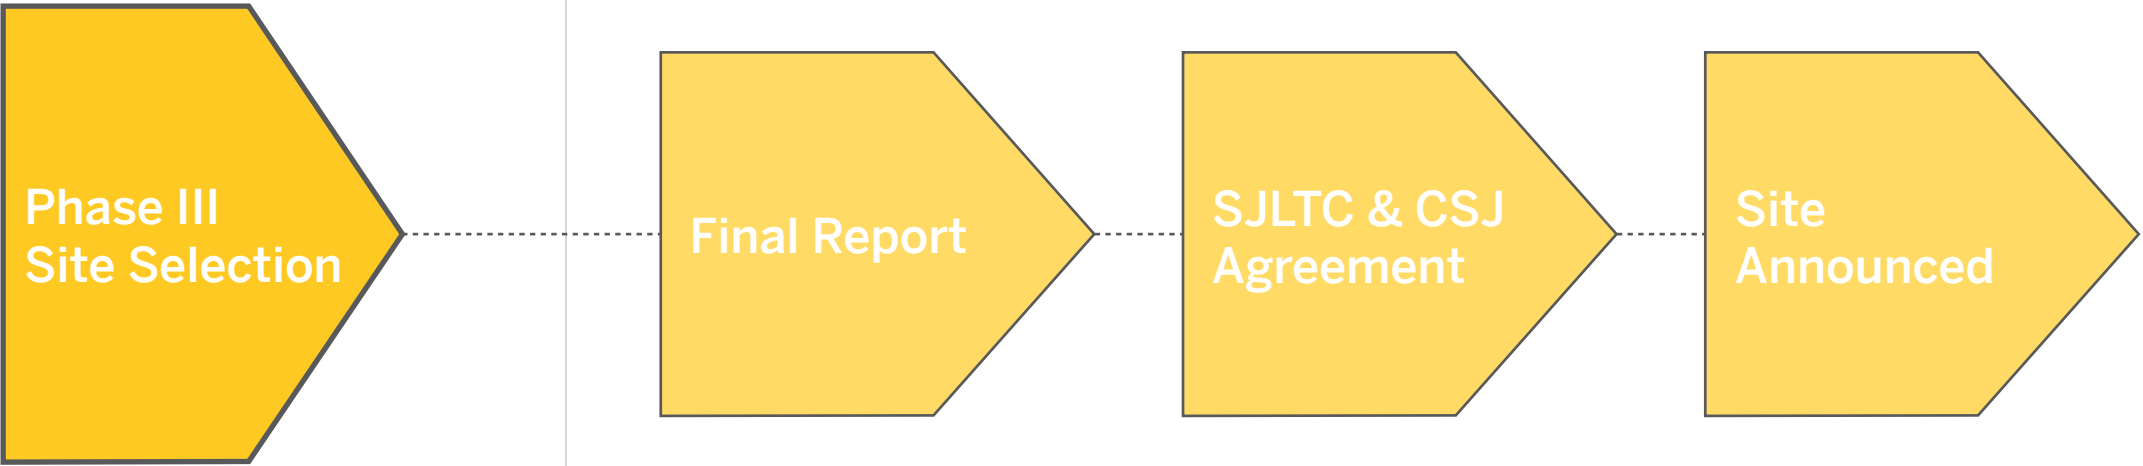 Phase III
Site Selection
Final Report
SJLTC & CSJ
Agreement
Site
Announced